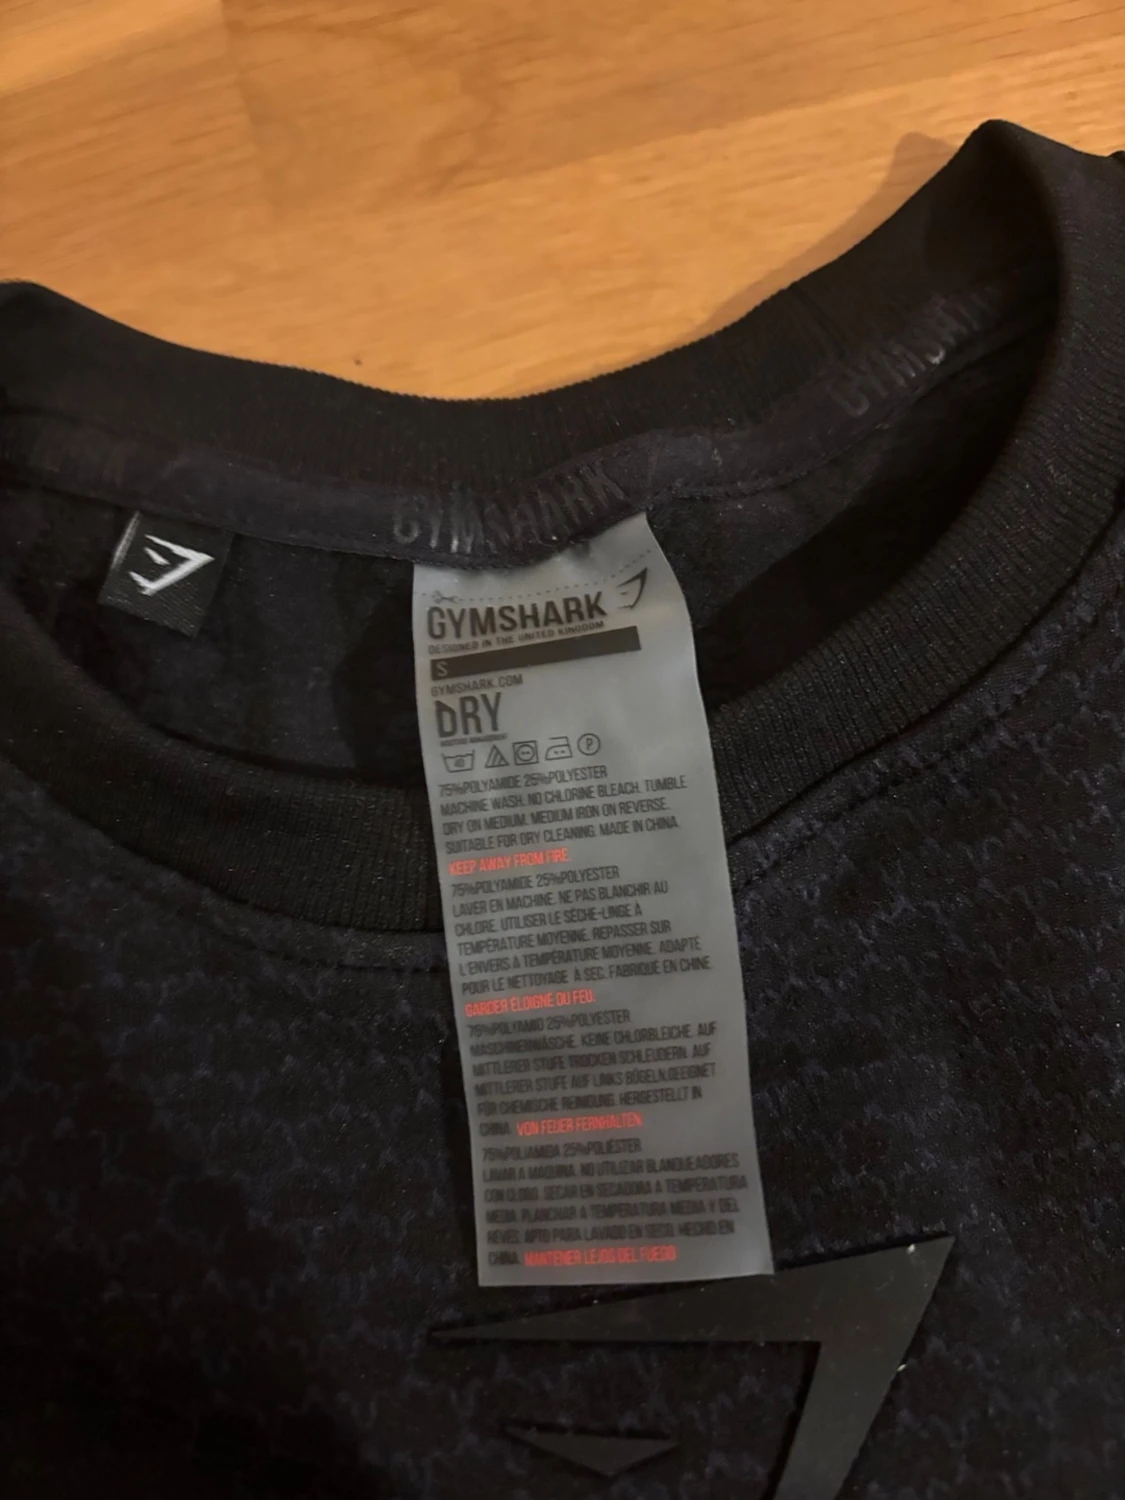 GYMSHARK
GYMSHARK
GYMSHARK
DESIGNED IN THE UNITED KINGDOM
S
GYMSHARK.COM
DRY
40 P
75%POLYAMIDE 25%POLYESTER
MACHINE WASH. NO CHLORINE BLEACH. TUMBLE
DRY ON MEDIUM. MEDIUM IRON ON REVERSE.
SUITABLE FOR DRY CLEANING. MADE IN CHINA.
KEEP AWAY FROM FIRE.
75%POLYAMIDE 25%POLYESTER
LAVER EN MACHINE. NE PAS BLANCHIR AU
CHLORE. UTILISER LE SÈCHE-LINGE À
TEMPÉRATURE MOYENNE. REPASSER SUR
L'ENVERS A TEMPÉRATURE MOYENNE. ADAPTÉ
POUR LE NETTOYAGE À SEC. FABRIQUÉ EN CHINE.
GARDER ÉLOIGNÉ DU FEU.
75%POLYAMID 25%POLYESTER
MASCHINENWÄSCHE. KEINE CHLORBLEICHE. AUF
MITTLERER STUFE TROCKEN SCHLEUDERN. AUF
MITTLERER STUFE AUF LINKS BÜGELN.GEEIGNET
FÜR CHEMISCHE REINIGUNG. HERGESTELLT IN
CHINA. VON FEUER FERNHALTEN.
75%POLIAMIDA 25%POLIÉSTER
LAVAR A MAQUINA. NO UTILIZAR BLANQUEADORES
CON CLORO. SECAR EN SECADORA A TEMPERATURA
MEDIA. PLANCHAR A TEMPERATURA MEDIA Y DEL
REVÉS. APTO PARA LAVADO EN SECO. HECHO EN
CHINA. MANTENER LEJOS DEL FUEGO.